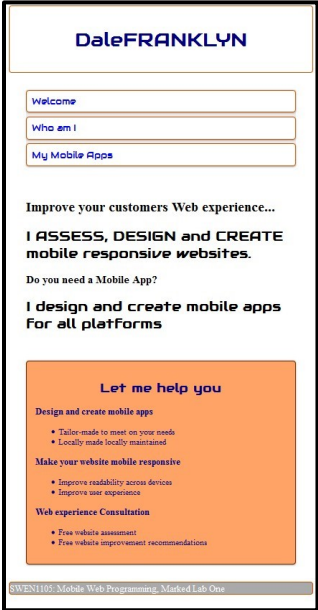 DaleFRANKLYN
Welcome
Who am I
My Mobile Apps
Improve your customers Web experience...
I ASSESS, DESIGN and CREATE
mobile responsive websites.
Do you need a Mobile App?
I design and create mobile apps
for all platforms
Let me help you
Design and create mobile apps
Tailor-made to meet on your needs
Locally made locally maintained
Make your website mobile responsive
Improve readability across devices
Improve user experience
Web experience Consultation
Free website assessment
Free website improvement recommendations
SWEN1105: Mobile Web Programming, Marked Lab One